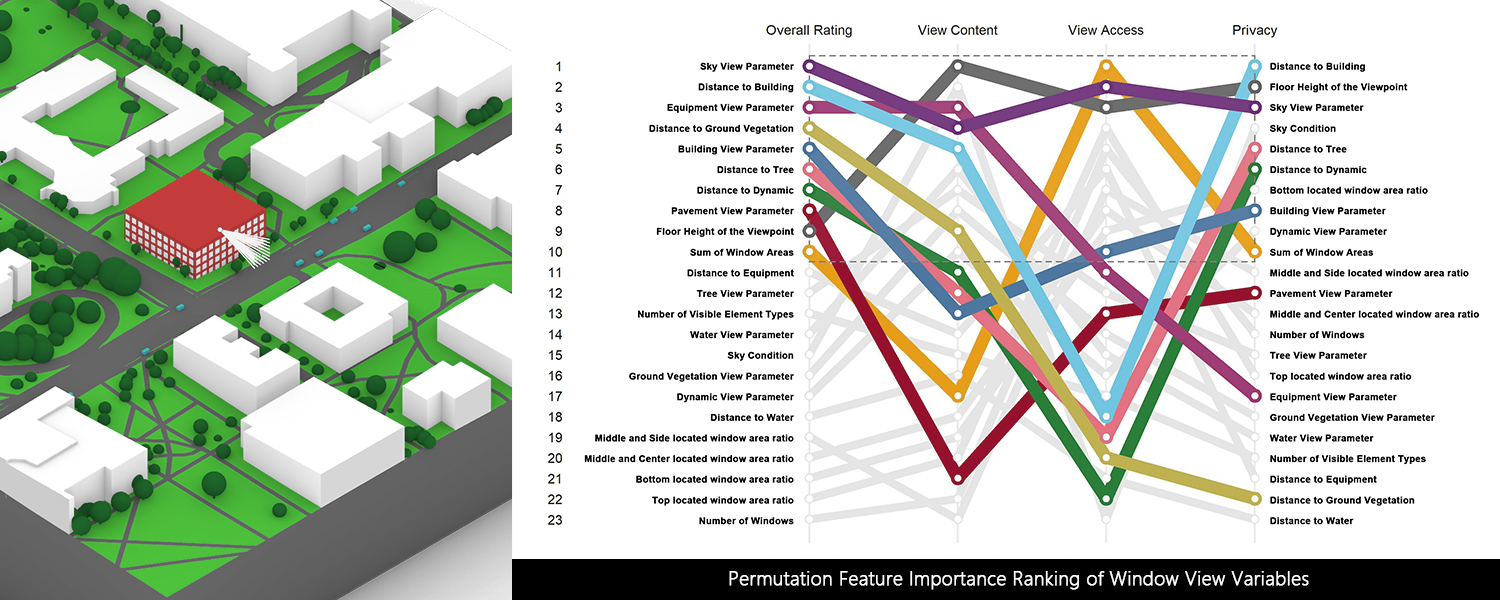 Overall Rating View Content View Access Privacy
1 Sky View Parameter Distance to Building
2 Distance to Building Floor Height of the Viewpoint
3 Equipment View Parameter Sky View Parameter
4 Distance to Ground Vegetation Sky Condition
5 Building View Parameter Distance to Tree
6 Distance to Tree Distance to Dynamic
7 Distance to Dynamic Bottom located window area ratio
8 Pavement View Parameter Building View Parameter
9 Floor Height of the Viewpoint Dynamic View Parameter
10 Sum of Window Areas Sum of Window Areas
11 Distance to Equipment Middle and Side located window area ratio
12 Tree View Parameter Pavement View Parameter
13 Number of Visible Element Types Middle and Center located window area ratio
14 Water View Parameter Number of Windows
15 Sky Condition Tree View Parameter
16 Ground Vegetation View Parameter Top located window area ratio
17 Dynamic View Parameter Equipment View Parameter
18 Distance to Water Ground Vegetation View Parameter
19 Middle and Side located window area ratio Water View Parameter
20 Middle and Center located window area ratio Number of Visible Element Types
21 Bottom located window area ratio Distance to Equipment
22 Top located window area ratio Distance to Ground Vegetation
23 Number of Windows Distance to Water
Permutation Feature Importance Ranking of Window View Variables